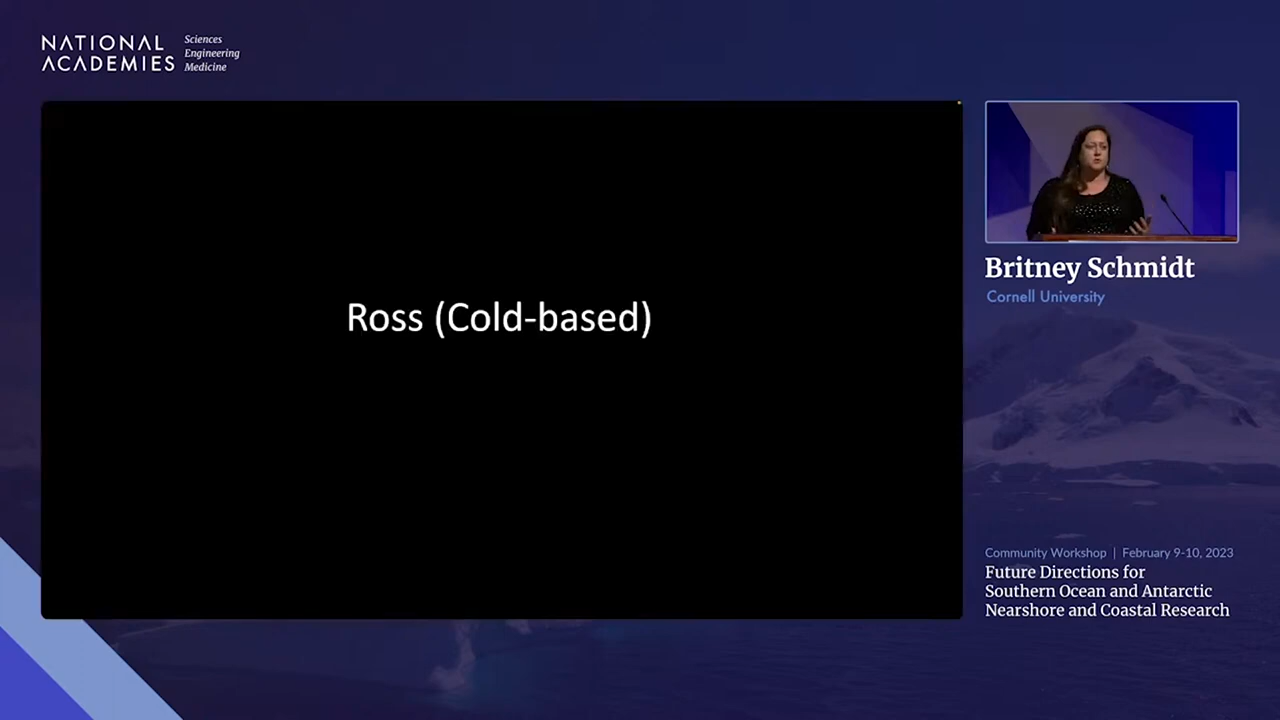 NATIONAL
ACADEMIES
Sciences
Engineering
Medicine
Ross (Cold-based)
Britney Schmidt
Cornell University
Community Workshop | February 9-10, 2023
Future Directions for
Southern Ocean and Antarctic
Nearshore and Coastal Research